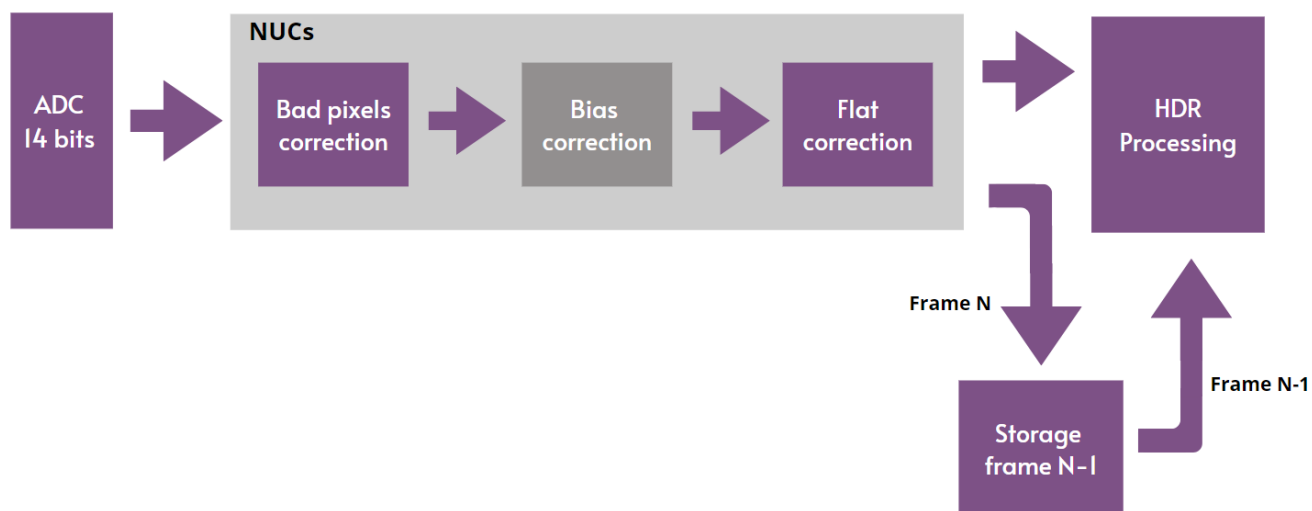 NUCs
ADC
14 bits
Bad pixels
correction
Bias
correction
Flat
correction
HDR
Processing
Frame N
Frame N-1
Storage
frame N-1